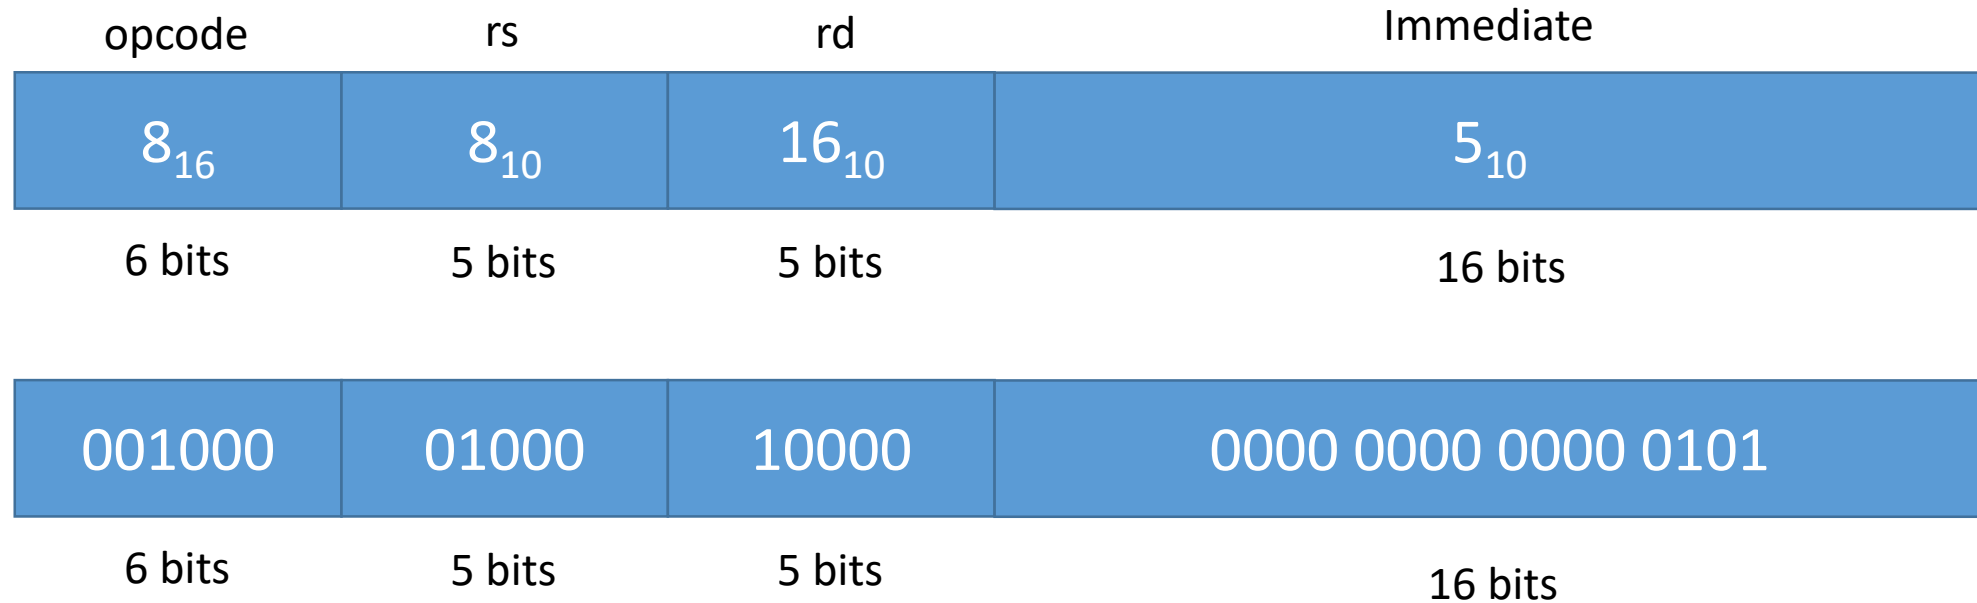 opcode rs rd Immediate
8₁₆ 8₁₀ 16₁₀ 5₁₀
6 bits 5 bits 5 bits 16 bits
001000 01000 10000 0000 0000 0000 0101
6 bits 5 bits 5 bits 16 bits